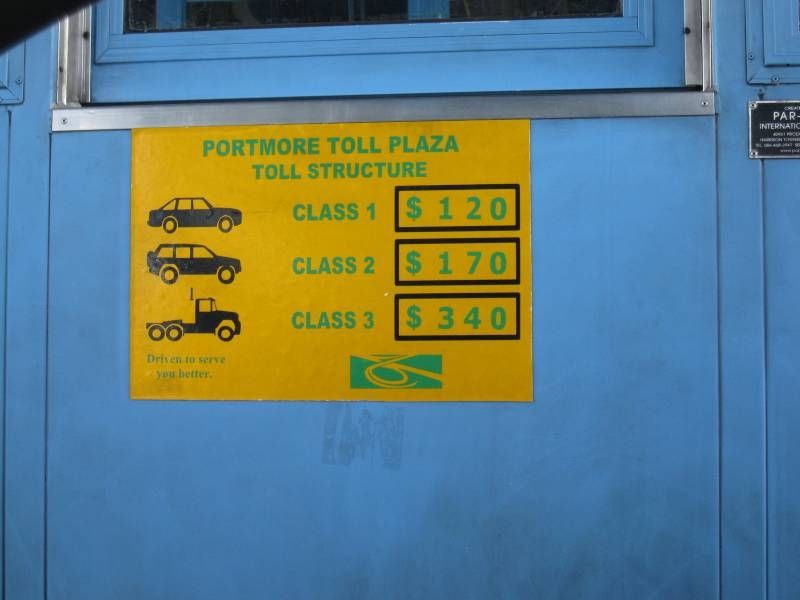 PORTMORE TOLL PLAZA
TOLL STRUCTURE
CLASS 1 $ 120
CLASS 2 $ 170
CLASS 3 $ 340
Driven to serve
you better.
PAR-
INTERNATION